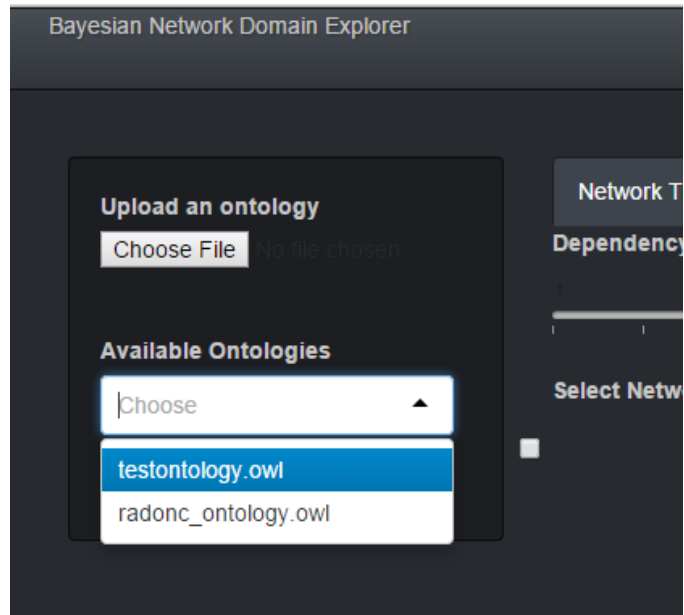 Bayesian Network Domain Explorer
Upload an ontology
Choose File No file chosen
Available Ontologies
Choose
testontology.owl
radonc_ontology.owl
Network T
Dependency
1
Select Netw